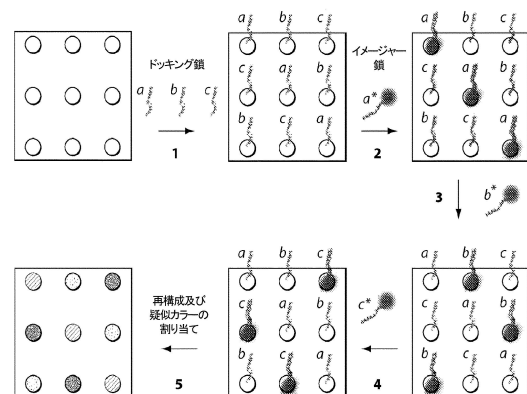 ドッキング鎖
a b c
1
a b c
c a b
b c a
イメージャー
鎖
a*
2
a b c
c a b
b c a
3
b*
a b c
c a b
b c a
c*
4
a b c
c a b
b c a
再構成及び
疑似カラーの
割り当て
5